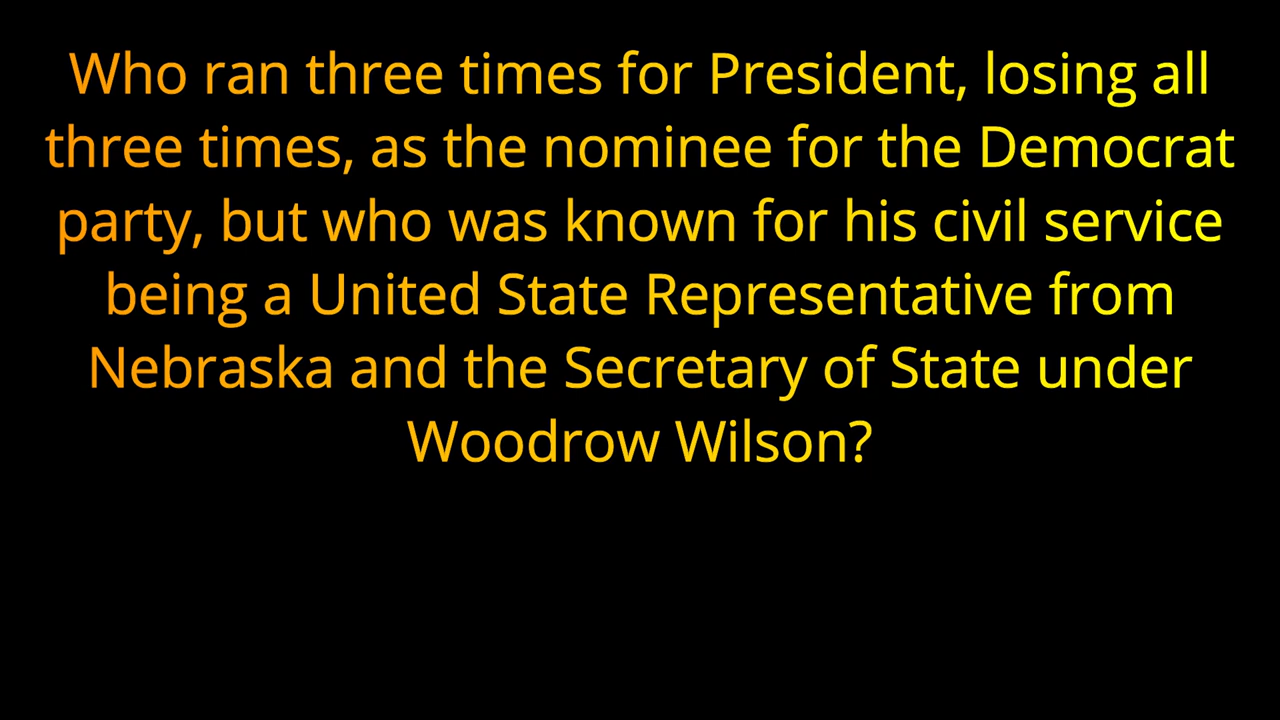 Who ran three times for President, losing all
three times, as the nominee for the Democrat
party, but who was known for his civil service
being a United State Representative from
Nebraska and the Secretary of State under
Woodrow Wilson?